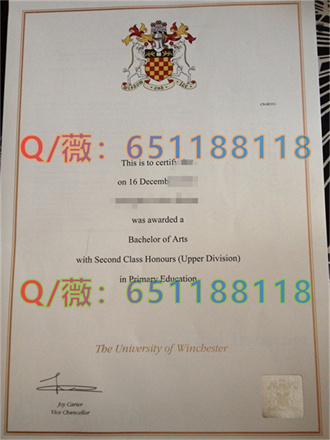 Q/薇: 651188118
This is to certify
on 16 Decemb
was awarded a
Bachelor of Arts
with Second Class Honours (Upper Division)
in Primary Education
Q/薇: 651188118
The University of Winchester
Joy Carter
Vice Chancellor